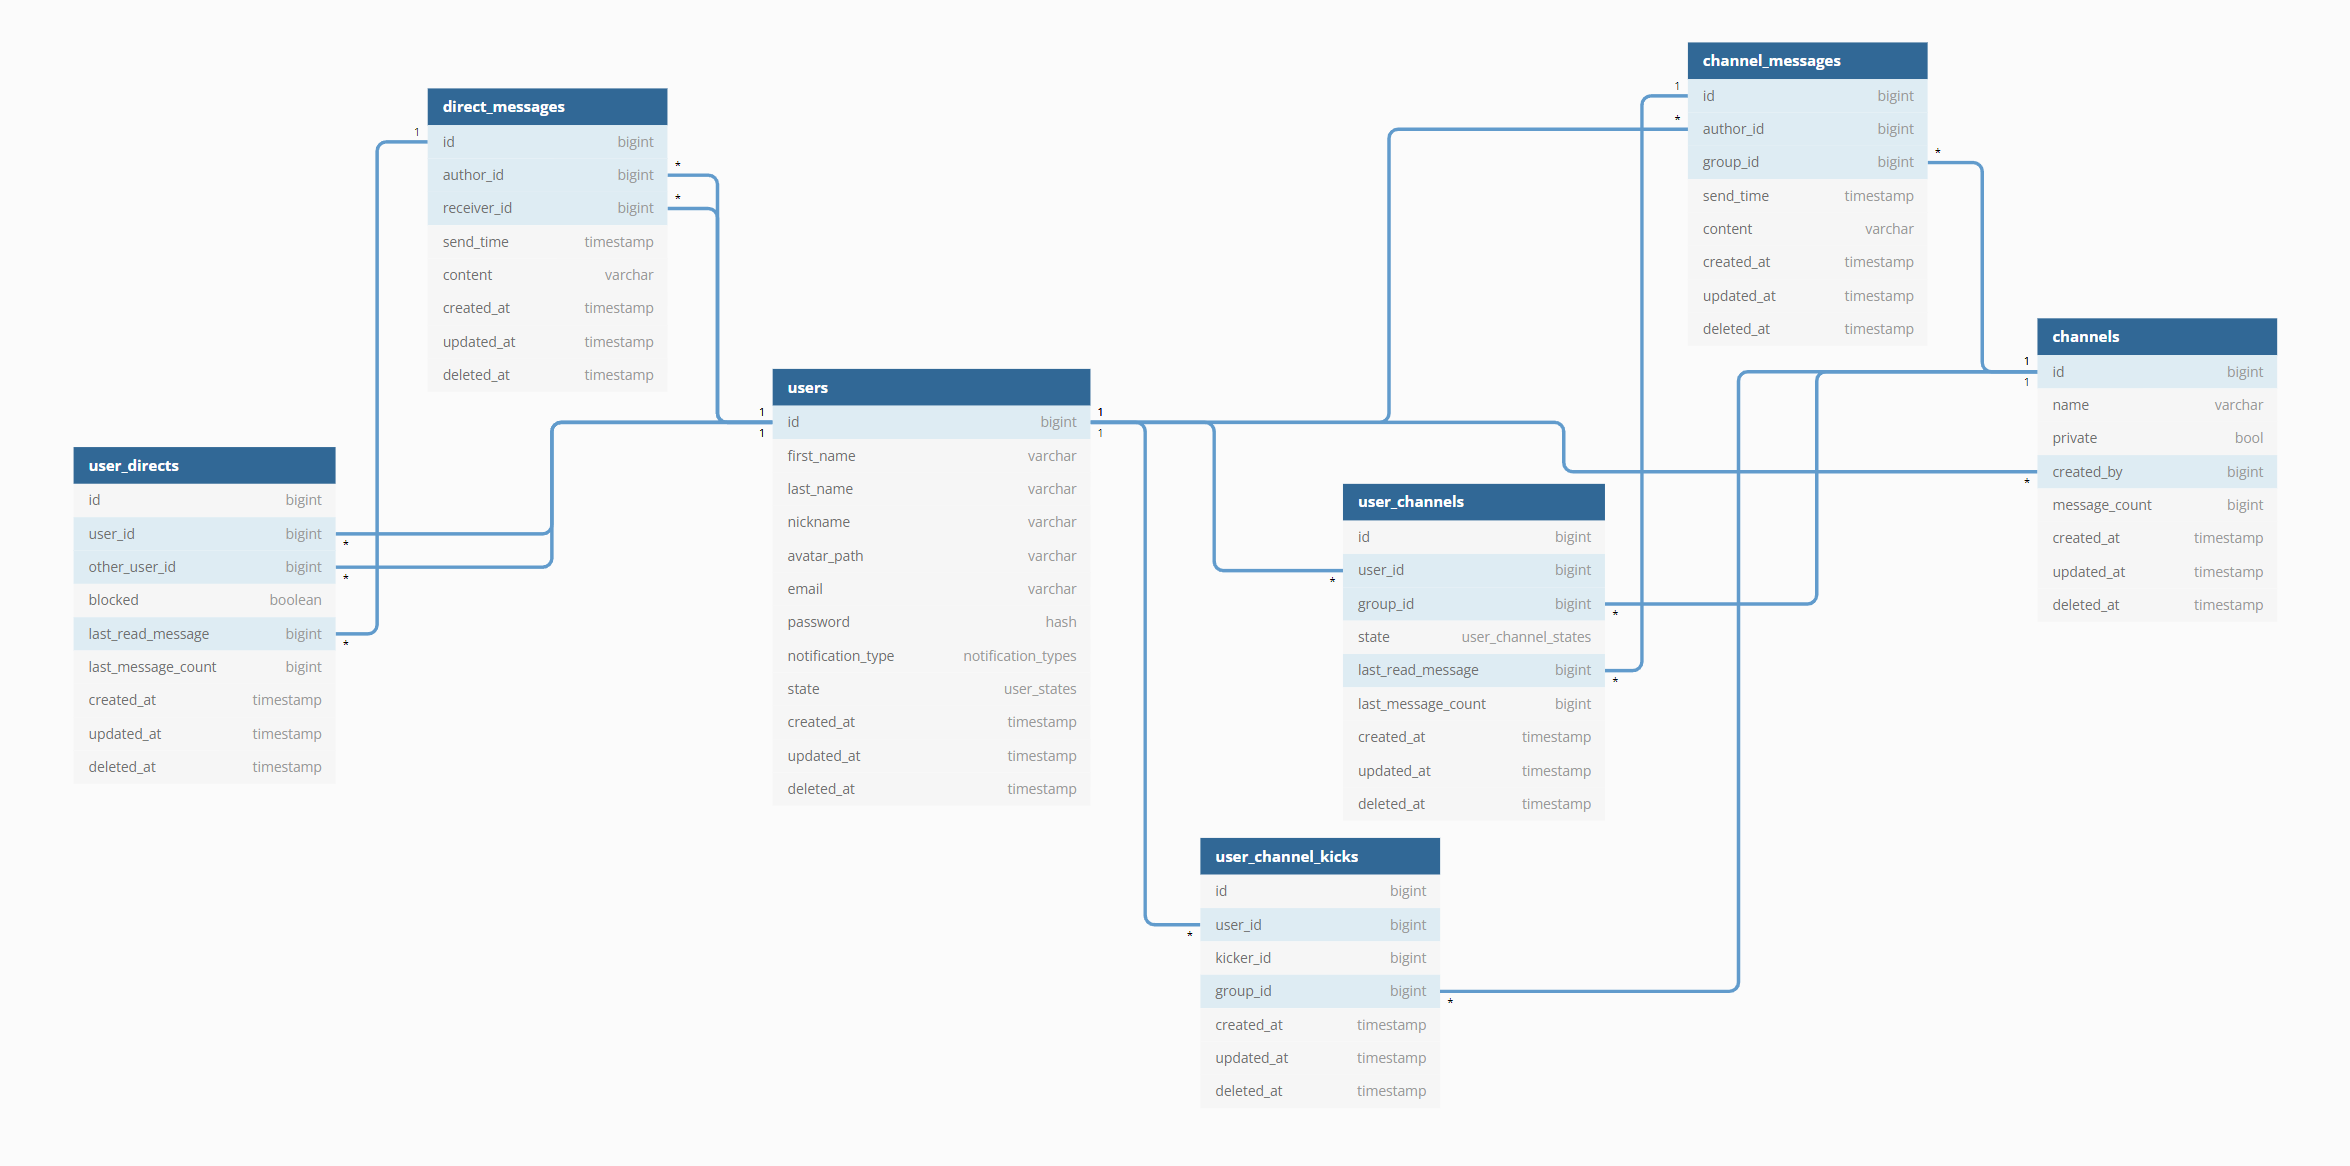 direct_messages
1
id bigint
author_id bigint *
receiver_id bigint *
send_time timestamp
content varchar
created_at timestamp
updated_at timestamp
deleted_at timestamp
user_directs
id bigint
user_id bigint
*
other_user_id bigint
*
blocked boolean
last_read_message bigint
*
last_message_count bigint
created_at timestamp
updated_at timestamp
deleted_at timestamp
users
1 1
id bigint
1 1
first_name varchar
last_name varchar
nickname varchar
avatar_path varchar
email varchar
password hash
notification_type notification_types
state user_states
created_at timestamp
updated_at timestamp
deleted_at timestamp
channel_messages
1
id bigint
*
author_id bigint
*
group_id bigint
send_time timestamp
content varchar
created_at timestamp
updated_at timestamp
deleted_at timestamp
channels
1
id bigint
1
name varchar
private bool
created_by bigint
*
message_count bigint
created_at timestamp
updated_at timestamp
deleted_at timestamp
user_channels
id bigint
user_id bigint
*
group_id bigint
*
state user_channel_states
last_read_message bigint
*
last_message_count bigint
created_at timestamp
updated_at timestamp
deleted_at timestamp
user_channel_kicks
id bigint
user_id bigint
*
kicker_id bigint
group_id bigint
*
created_at timestamp
updated_at timestamp
deleted_at timestamp